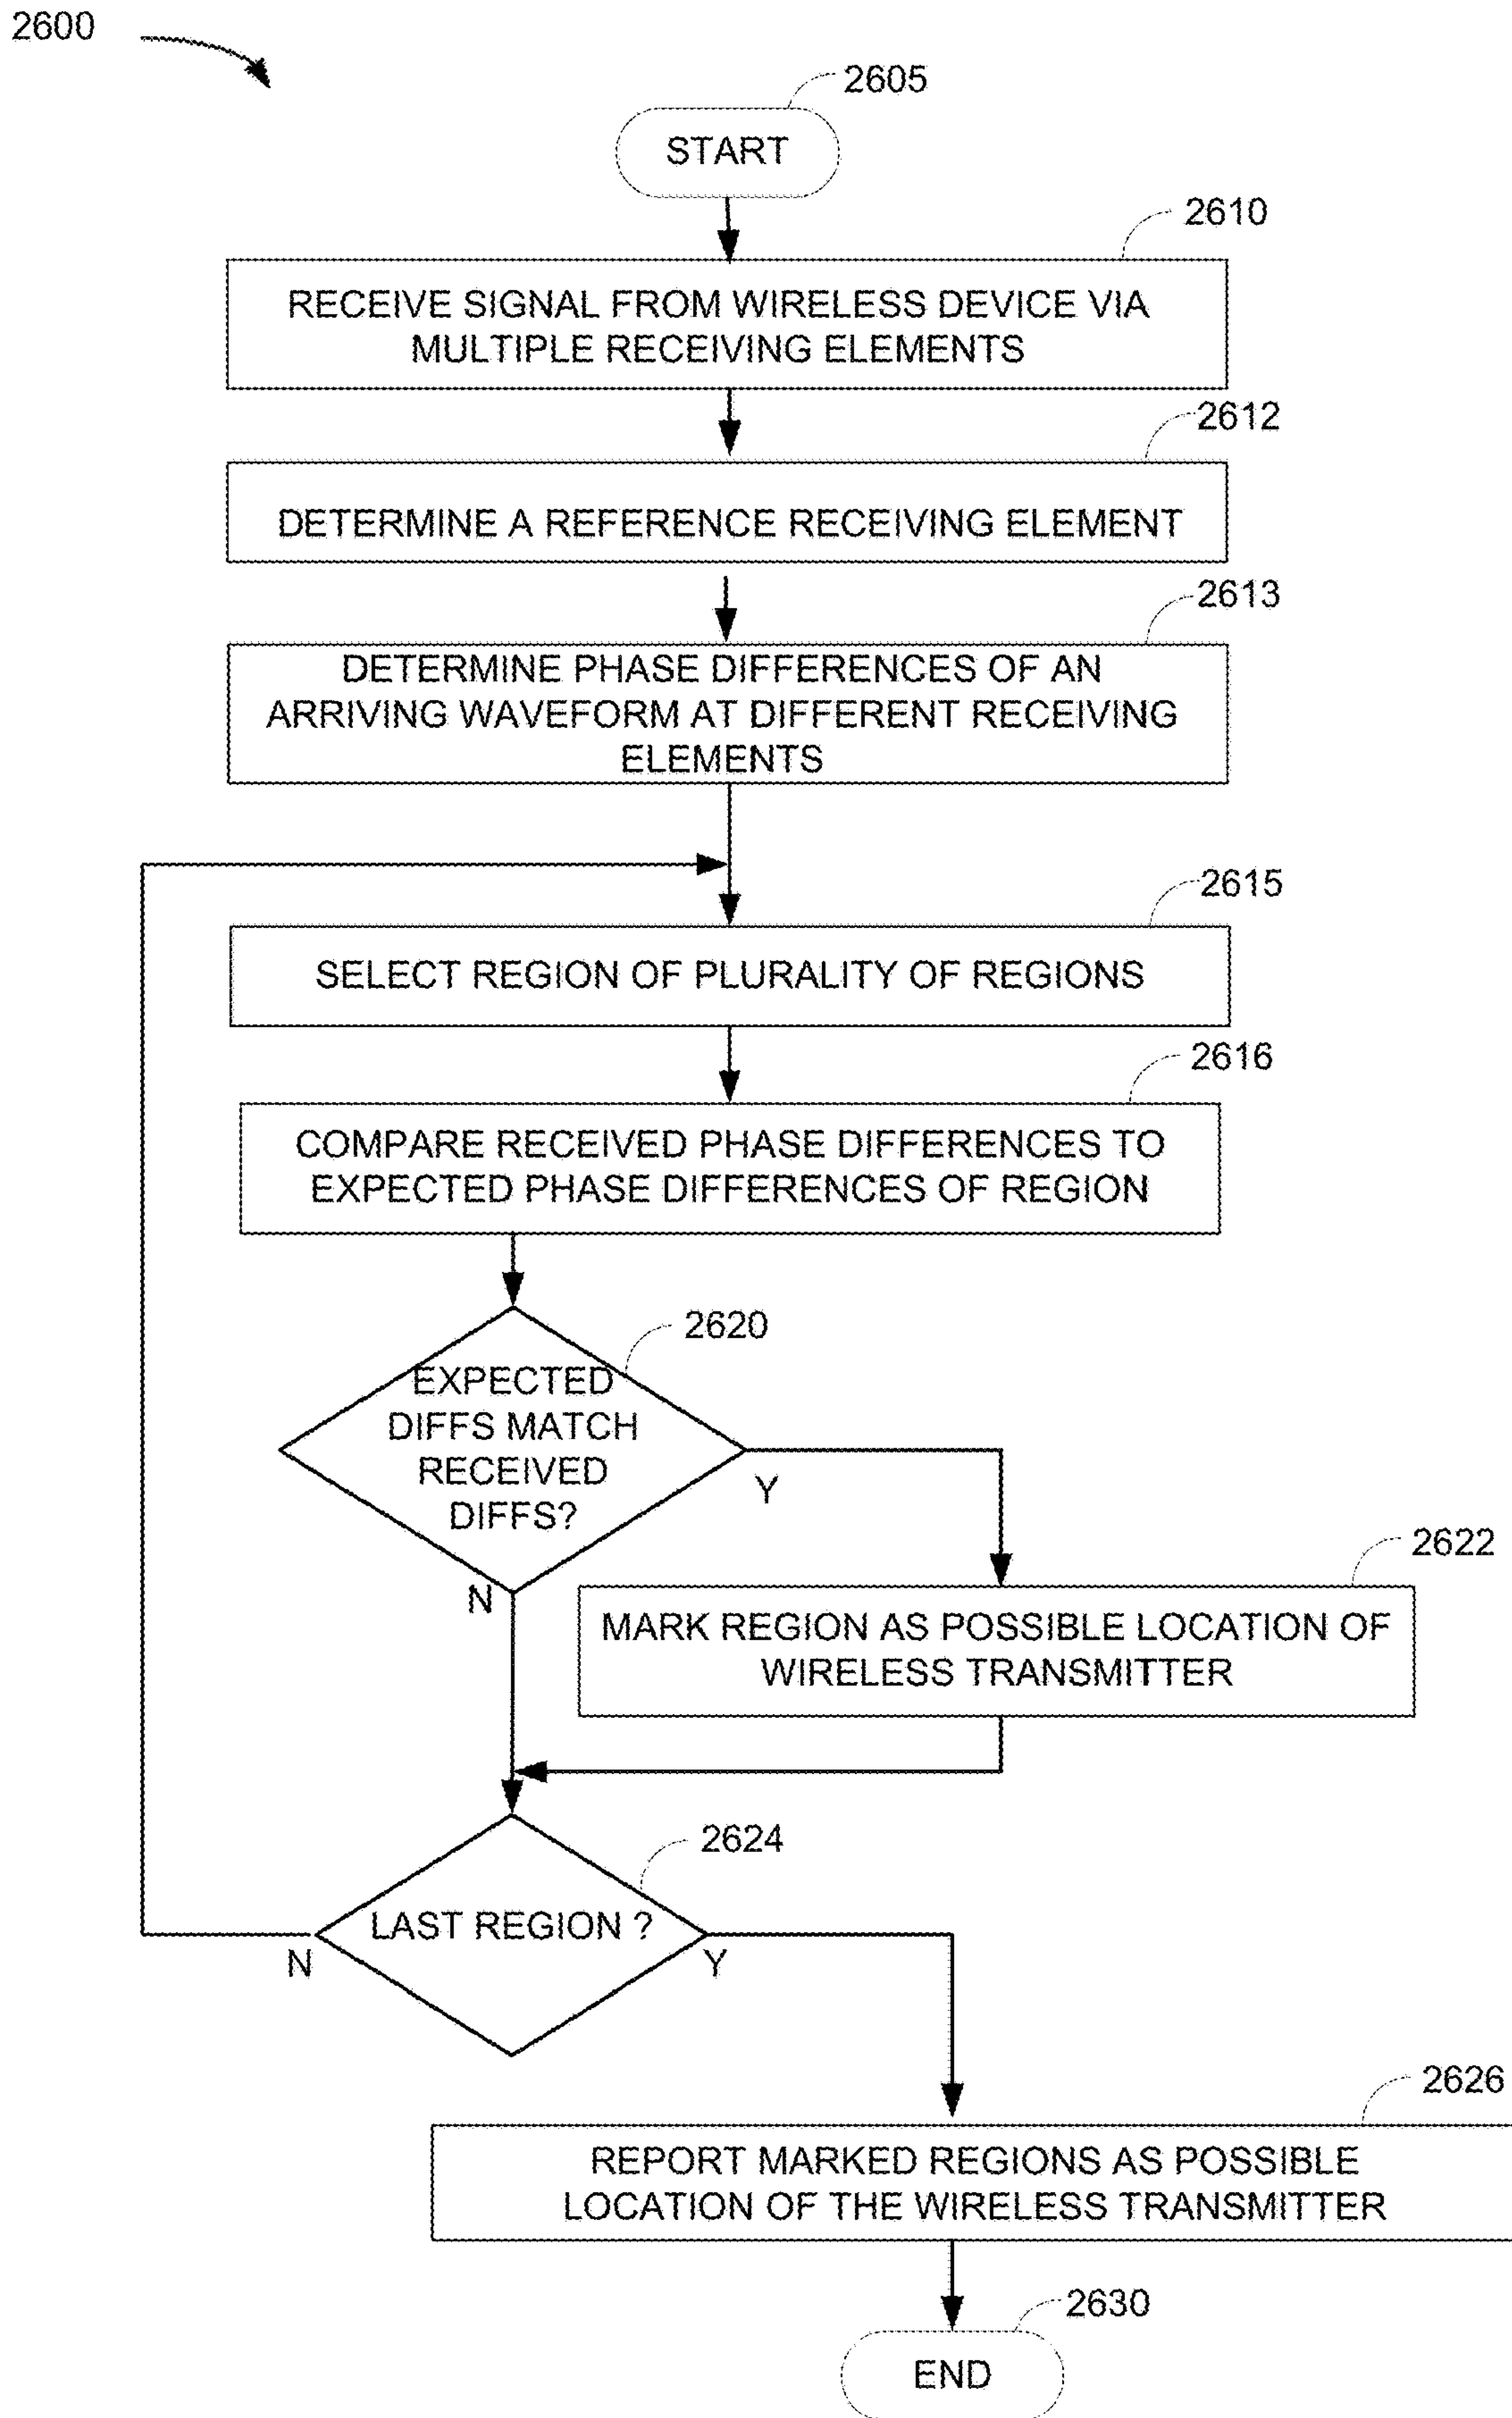 2600
2605
START
2610
RECEIVE SIGNAL FROM WIRELESS DEVICE VIA
MULTIPLE RECEIVING ELEMENTS
2612
DETERMINE A REFERENCE RECEIVING ELEMENT
2613
DETERMINE PHASE DIFFERENCES OF AN
ARRIVING WAVEFORM AT DIFFERENT RECEIVING
ELEMENTS
2615
SELECT REGION OF PLURALITY OF REGIONS
2616
COMPARE RECEIVED PHASE DIFFERENCES TO
EXPECTED PHASE DIFFERENCES OF REGION
2620
EXPECTED
DIFFS MATCH
RECEIVED
DIFFS?
Y
N
2622
MARK REGION AS POSSIBLE LOCATION OF
WIRELESS TRANSMITTER
2624
LAST REGION ?
N
Y
2626
REPORT MARKED REGIONS AS POSSIBLE
LOCATION OF THE WIRELESS TRANSMITTER
2630
END